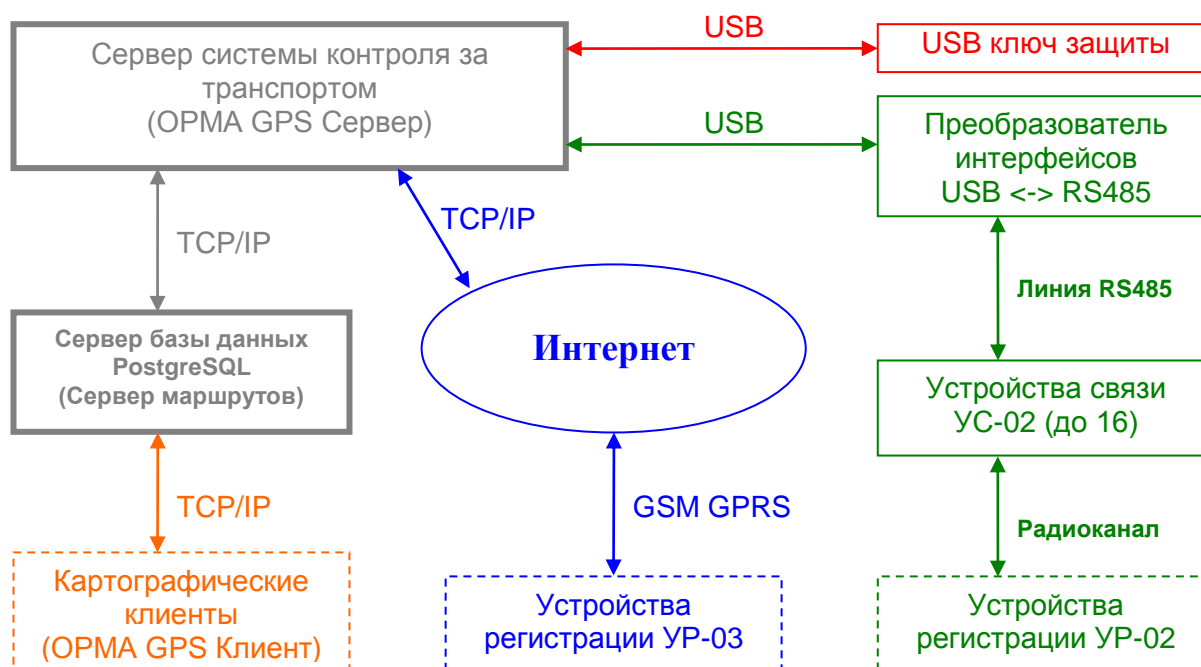 Сервер системы контроля за
транспортом
(ОРМА GPS Сервер)
USB
USB ключ защиты
USB
Преобразователь
интерфейсов
USB <-> RS485
TCP/IP
TCP/IP
Линия RS485
Сервер базы данных
PostgreSQL
(Сервер маршрутов)
Интернет
Устройства связи
УС-02 (до 16)
TCP/IP
GSM GPRS
Радиоканал
Картографические
клиенты
(ОРМА GPS Клиент)
Устройства
регистрации УР-03
Устройства
регистрации УР-02